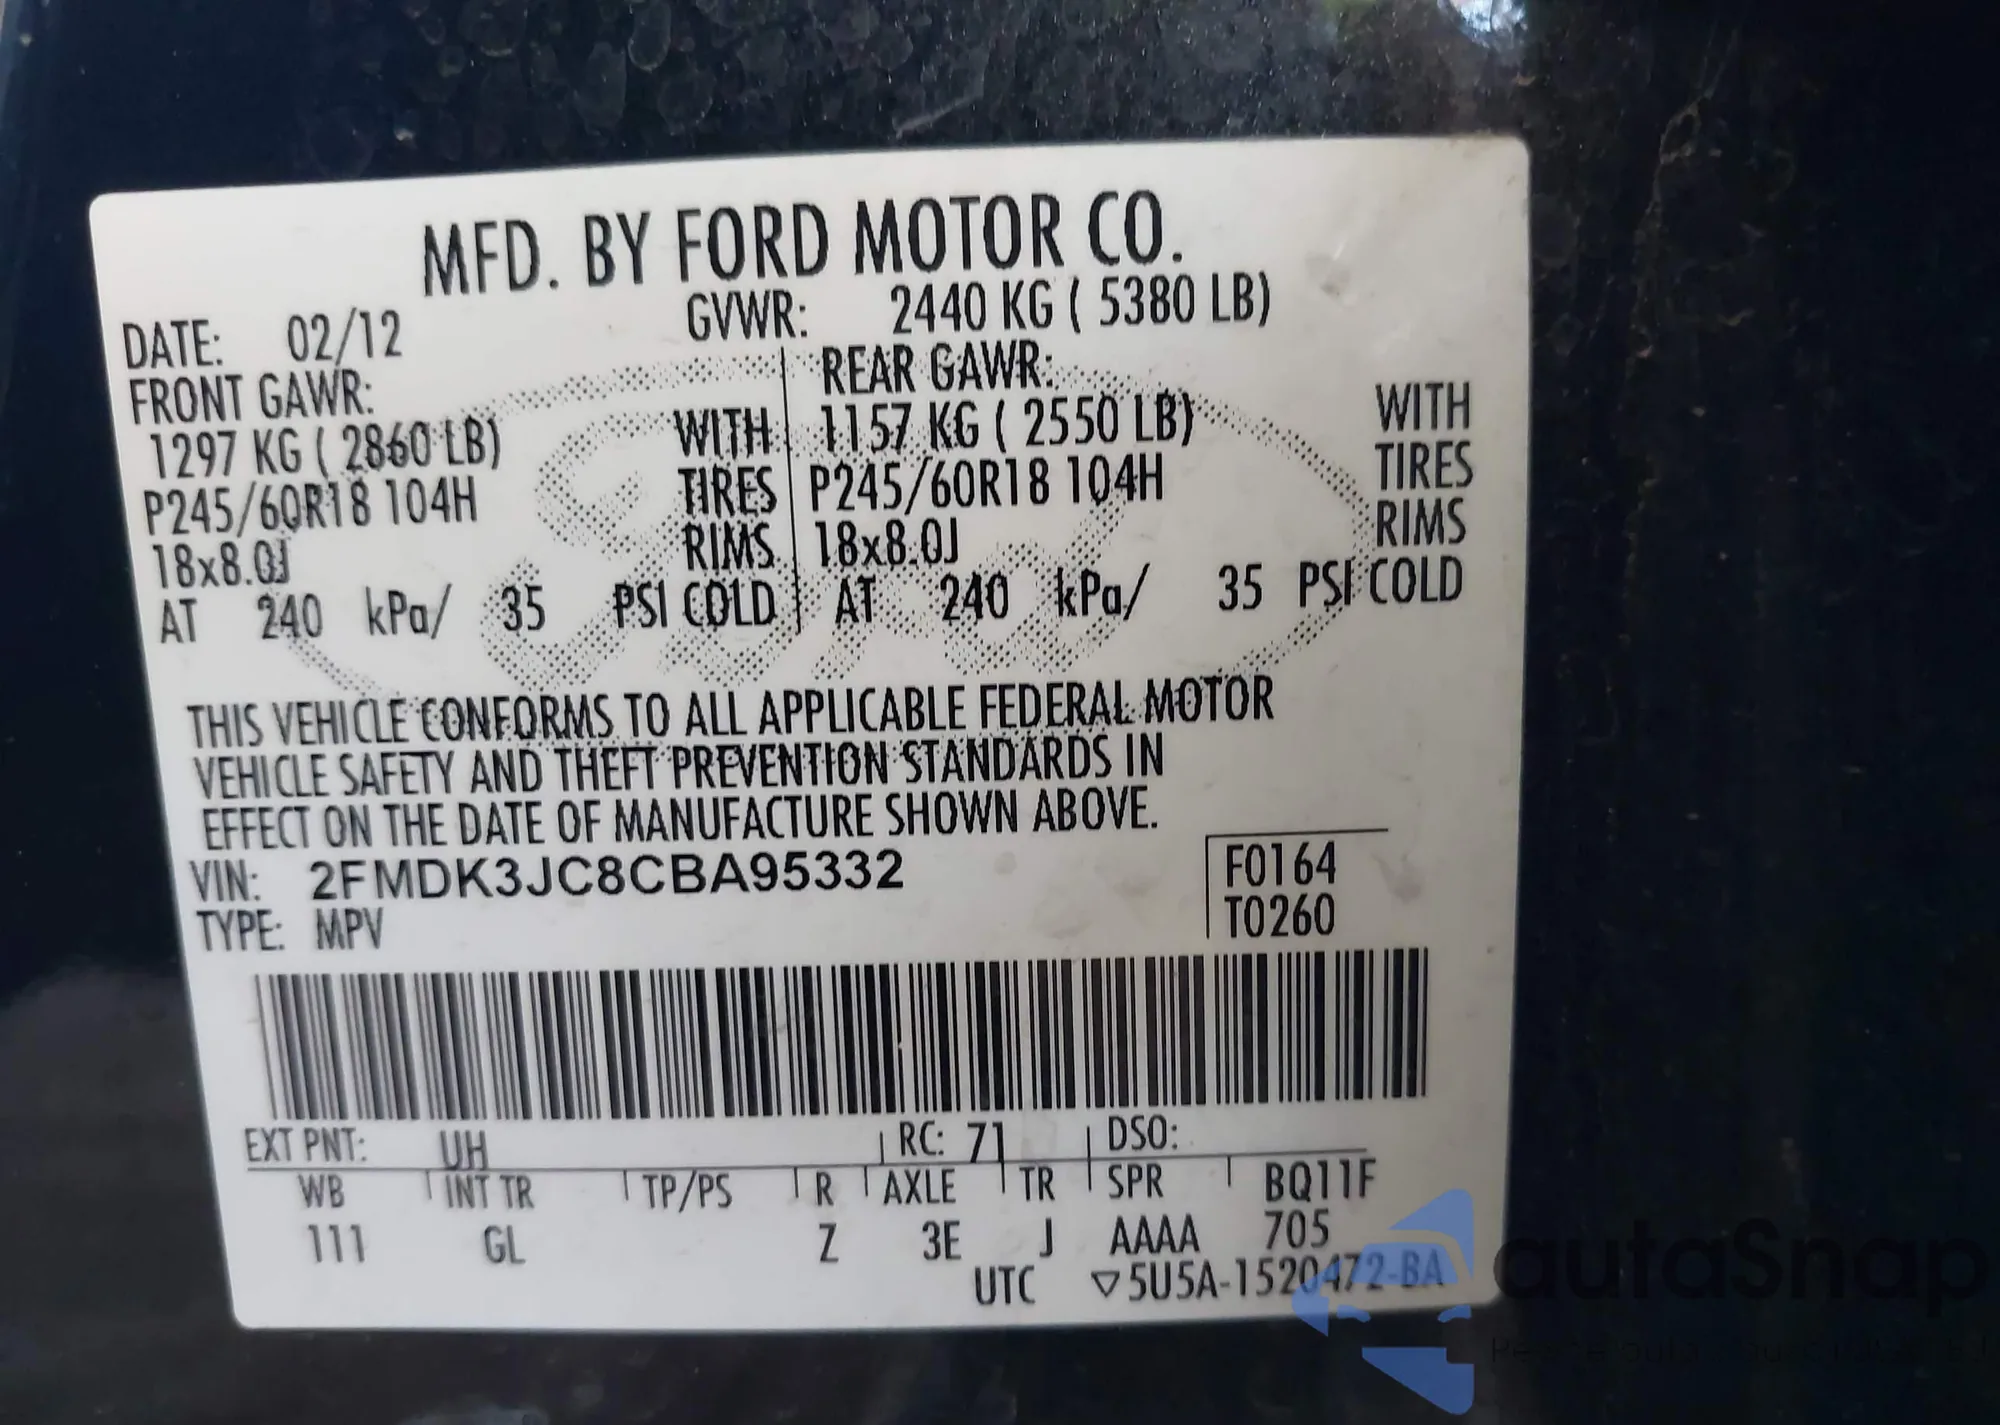 MFD. BY FORD MOTOR CO.
DATE: 02/12 GVWR: 2440 KG ( 5380 LB)
FRONT GAWR: REAR GAWR:
1297 KG ( 2860 LB) WITH 1157 KG ( 2550 LB) WITH
P245/60R18 104H TIRES P245/60R18 104H TIRES
18x8.0J RIMS 18x8.0J RIMS
AT 240 kPa/ 35 PSI COLD AT 240 kPa/ 35 PSI COLD
THIS VEHICLE CONFORMS TO ALL APPLICABLE FEDERAL MOTOR
VEHICLE SAFETY AND THEFT PREVENTION STANDARDS IN
EFFECT ON THE DATE OF MANUFACTURE SHOWN ABOVE.
VIN: 2FMDK3JC8CBA95332 F0164
TYPE: MPV T0260
EXT PNT: UH RC: 71 DSO:
WB INT TR TP/PS R AXLE TR SPR BQ11F
111 GL Z 3E J AAAA 705
UTC ▽5U5A-1520472-BA
autaSnap